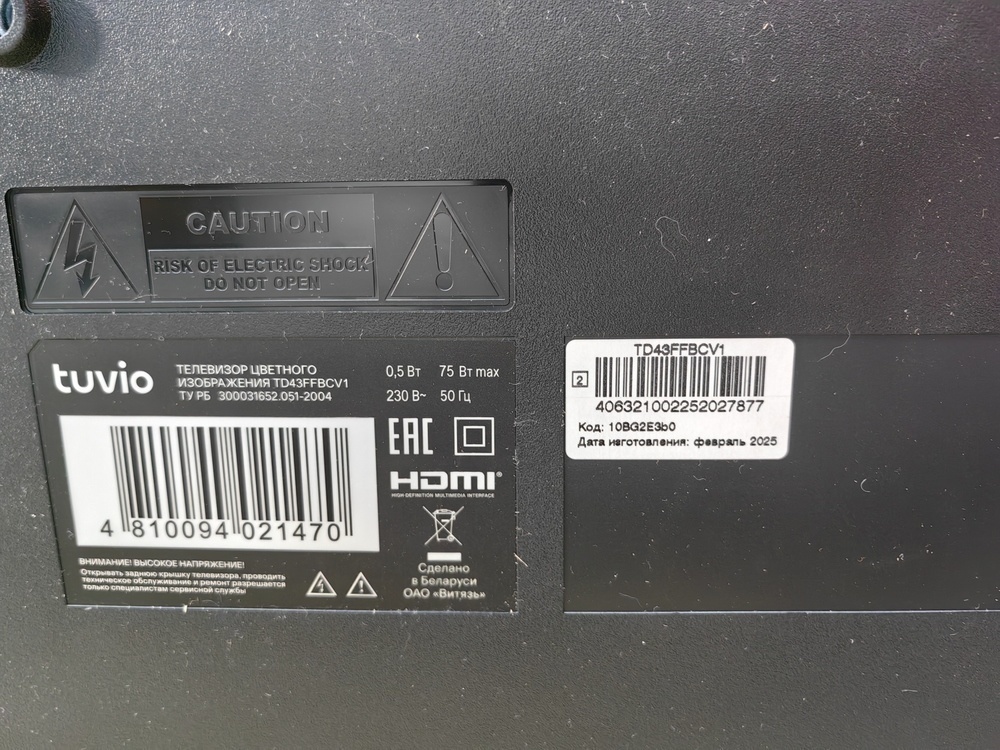 CAUTION
RISK OF ELECTRIC SHOCK
DO NOT OPEN
tuvio
ТЕЛЕВИЗОР ЦВЕТНОГО
ИЗОБРАЖЕНИЯ TD43FFBCV1
ТУ РБ 300031652.051-2004
0,5 Вт 75 Вт max
230 В~ 50 Гц
4 810094 021470
EAC
HDMI®
HIGH DEFINITION MULTIMEDIA INTERFACE
ВНИМАНИЕ! ВЫСОКОЕ НАПРЯЖЕНИЕ!
Открывать заднюю крышку телевизора, проводить
техническое обслуживание и ремонт разрешается
только специалистам сервисной службы
Сделано
в Беларуси
ОАО «Витязь»
TD43FFBCV1
2
406321002252027877
Код: 10BG2E3b0
Дата изготовления: февраль 2025